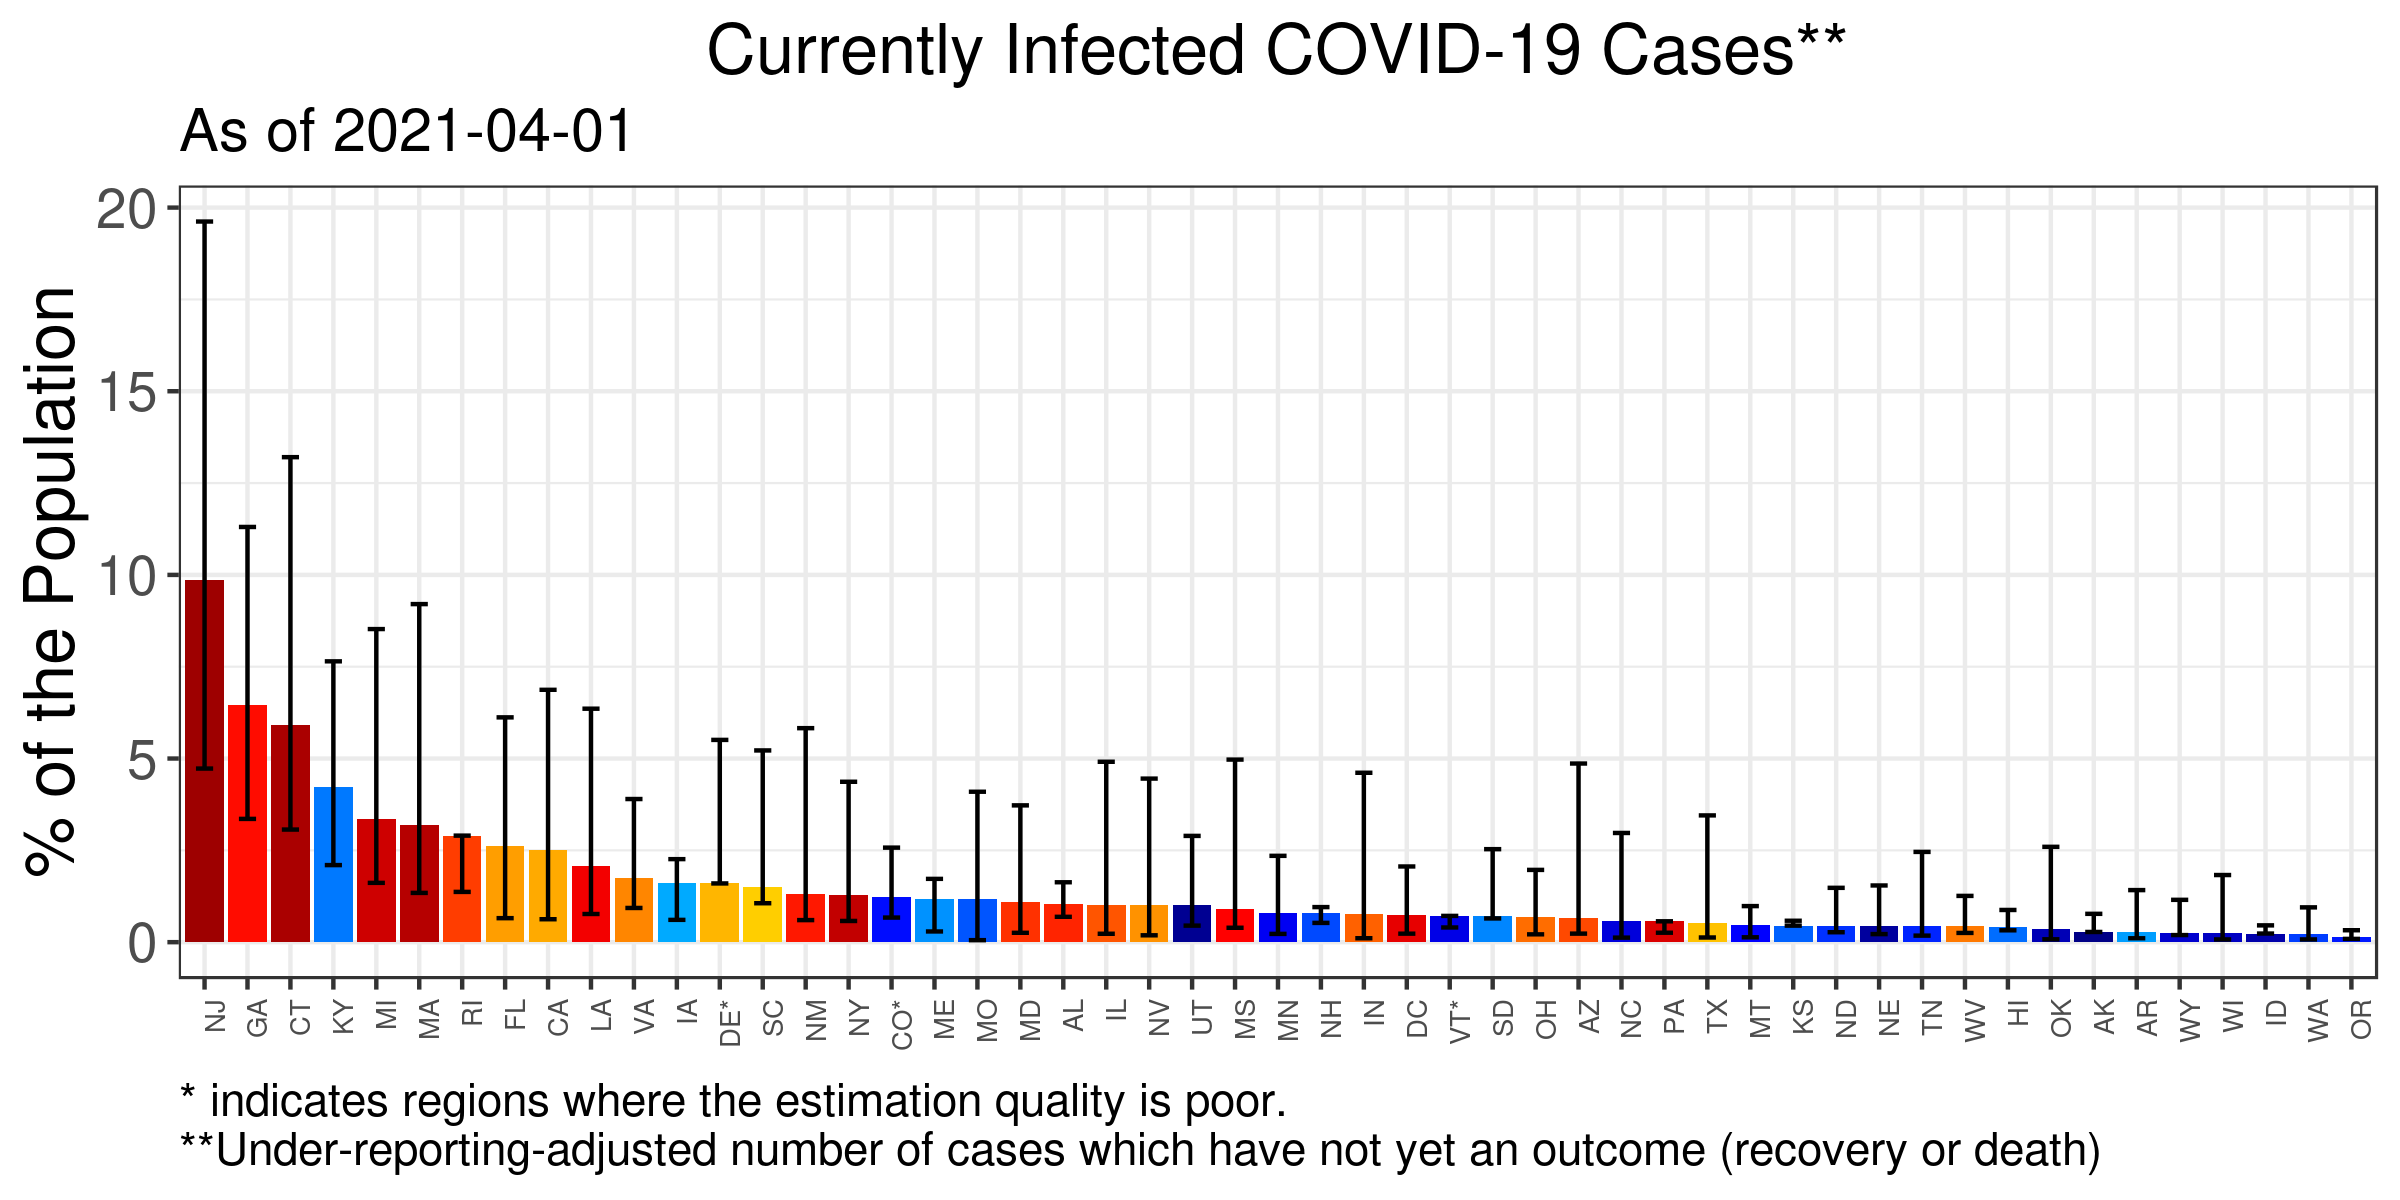 Currently Infected COVID-19 Cases**
As of 2021-04-01
% of the Population
20
15
10
5
0
NJ GA CT KY MI MA RI FL CA LA VA IA DE* SC NM NY CO* ME MO MD AL IL NV UT MS MN NH IN DC VT* SD OH AZ NC PA TX MT KS ND NE TN WV HI OK AK AR WY WI ID WA OR
* indicates regions where the estimation quality is poor.
**Under-reporting-adjusted number of cases which have not yet an outcome (recovery or death)